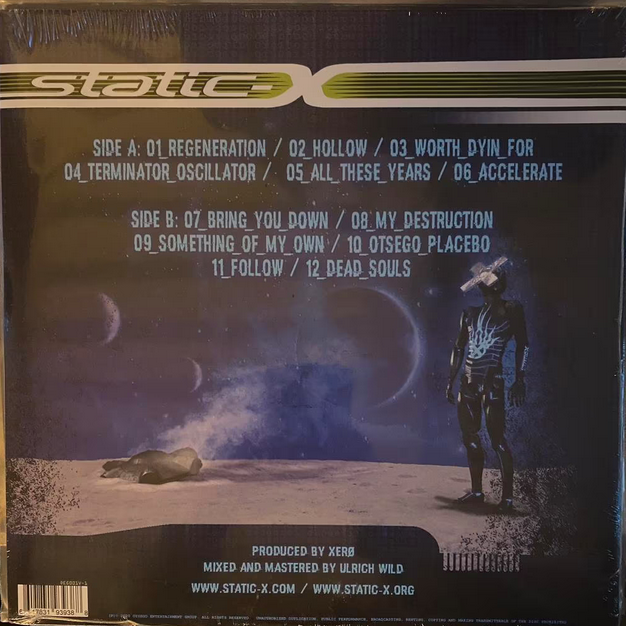 static-X
SIDE A: 01_REGENERATION / 02_HOLLOW / 03_WORTH_DYIN_FOR
04_TERMINATOR_OSCILLATOR / 05_ALL_THESE_YEARS / 06_ACCELERATE
SIDE B: 07_BRING_YOU_DOWN / 08_MY_DESTRUCTION
09_SOMETHING_OF_MY_OWN / 10_OTSEGO_PLACEBO
11_FOLLOW / 12_DEAD_SOULS
PRODUCED BY XERØ
MIXED AND MASTERED BY ULRICH WILD
WWW.STATIC-X.COM / WWW.STATIC-X.ORG